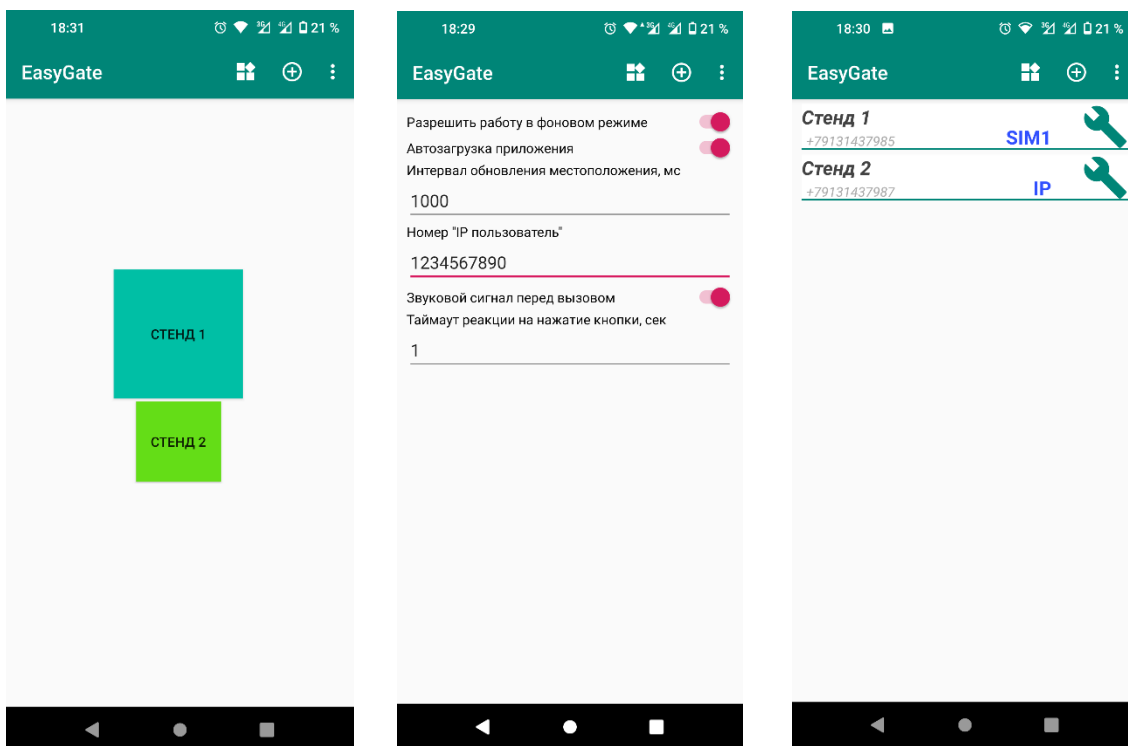 18:31
21 %
EasyGate
СТЕНД 1
СТЕНД 2
18:29
21 %
EasyGate
Разрешить работу в фоновом режиме
Автозагрузка приложения
Интервал обновления местоположения, мс
1000
Номер "IP пользователь"
1234567890
Звуковой сигнал перед вызовом
Таймаут реакции на нажатие кнопки, сек
1
18:30
21 %
EasyGate
Стенд 1
+79131437985
SIM1
Стенд 2
+79131437987
IP